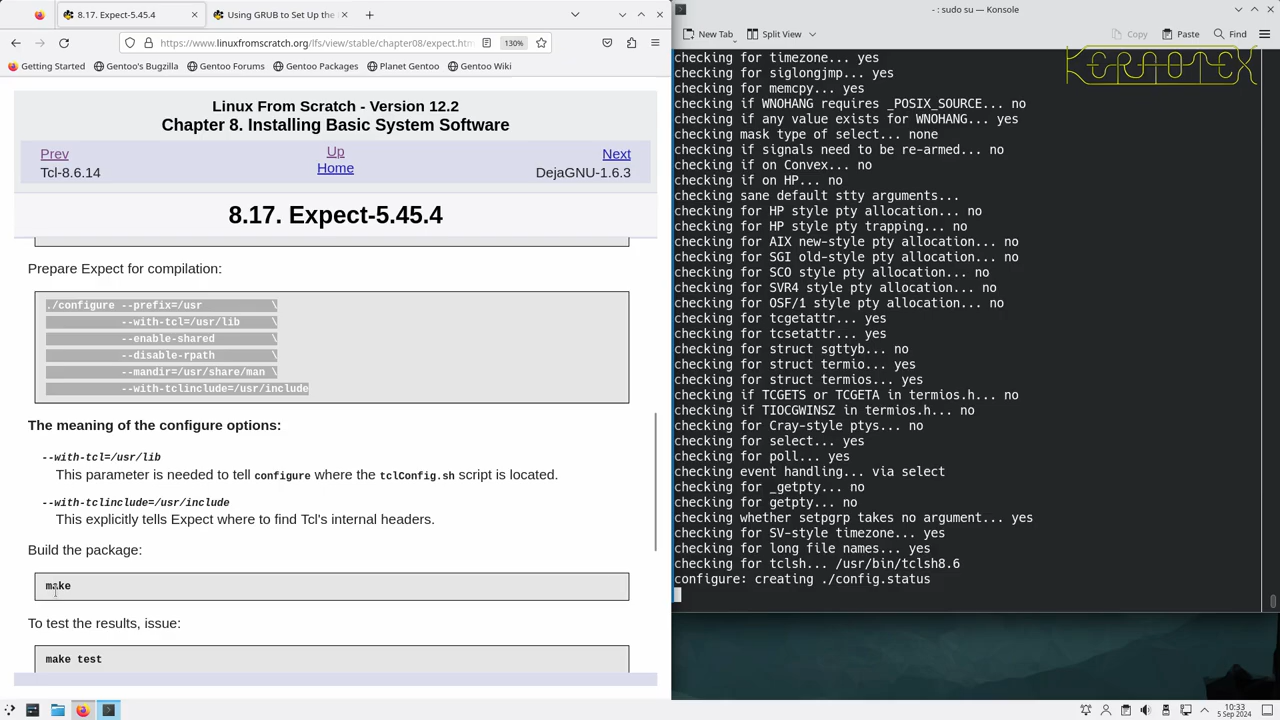 8.17. Expect-5.45.4
Using GRUB to Set Up the
https://www.linuxfromscratch.org/lfs/view/stable/chapter08/expect.htm
130%
Getting Started
Gentoo's Bugzilla
Gentoo Forums
Gentoo Packages
Planet Gentoo
Gentoo Wiki
Linux From Scratch - Version 12.2
Chapter 8. Installing Basic System Software
Prev
Up
Next
Tcl-8.6.14
Home
DejaGNU-1.6.3
8.17. Expect-5.45.4
Prepare Expect for compilation:
./configure --prefix=/usr \
--with-tcl=/usr/lib \
--enable-shared \
--disable-rpath \
--mandir=/usr/share/man \
--with-tclinclude=/usr/include
The meaning of the configure options:
--with-tcl=/usr/lib
This parameter is needed to tell configure where the tclConfig.sh script is located.
--with-tclinclude=/usr/include
This explicitly tells Expect where to find Tcl's internal headers.
Build the package:
make
To test the results, issue:
make test
- : sudo su — Konsole
New Tab
Split View
Copy
Paste
Find
KERNOTEX
checking for timezone... yes
checking for siglongjmp... yes
checking for memcpy... yes
checking if WNOHANG requires _POSIX_SOURCE... no
checking if any value exists for WNOHANG... yes
checking mask type of select... none
checking if signals need to be re-armed... no
checking if on Convex... no
checking if on HP... no
checking sane default stty arguments...
checking for HP style pty allocation... no
checking for HP style pty trapping... no
checking for AIX new-style pty allocation... no
checking for SGI old-style pty allocation... no
checking for SCO style pty allocation... no
checking for SVR4 style pty allocation... no
checking for OSF/1 style pty allocation... no
checking for tcgetattr... yes
checking for tcsetattr... yes
checking for struct sgttyb... no
checking for struct termio... yes
checking for struct termios... yes
checking if TCGETS or TCGETA in termios.h... no
checking if TIOCGWINSZ in termios.h... no
checking for Cray-style ptys... no
checking for select... yes
checking for poll... yes
checking event handling... via select
checking for _getpty... no
checking for getpty... no
checking whether setpgrp takes no argument... yes
checking for SV-style timezone... yes
checking for long file names... yes
checking for tclsh... /usr/bin/tclsh8.6
configure: creating ./config.status
10:33
5 Sep 2024